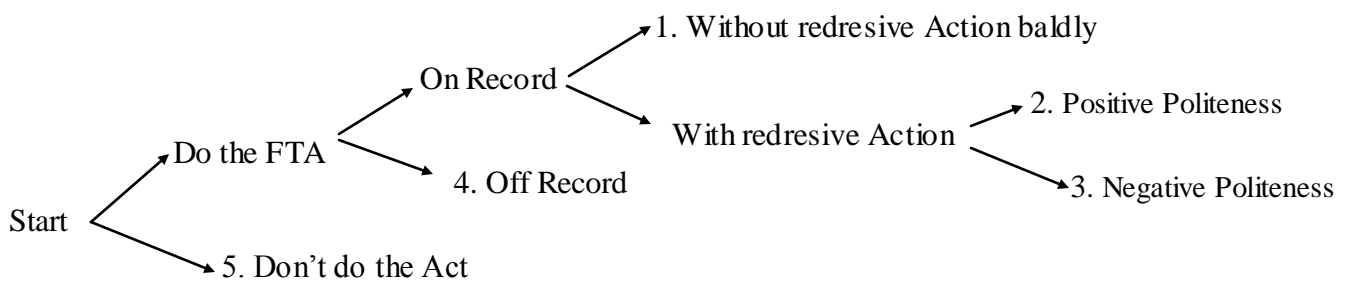 1. Without redresive Action baldly
On Record
2. Positive Politeness
With redresive Action
Do the FTA
4. Off Record
3. Negative Politeness
Start
5. Don't do the Act